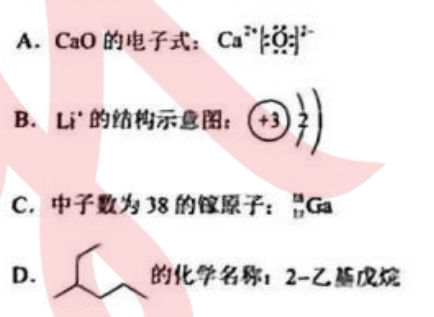 A. CaO 的电子式: Ca²⁺[:Ö:]²⁻
B. Li⁺ 的结构示意图: +3 2
C. 中子数为 38 的镓原子: Ga
D. 的化学名称: 2-乙基戊烷